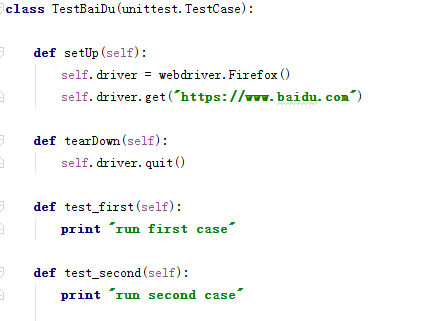 class TestBaiDu(unittest.TestCase):
def setUp(self):
self.driver = webdriver.Firefox()
self.driver.get("https://www.baidu.com")
def tearDown(self):
self.driver.quit()
def test_first(self):
print "run first case"
def test_second(self):
print "run second case"